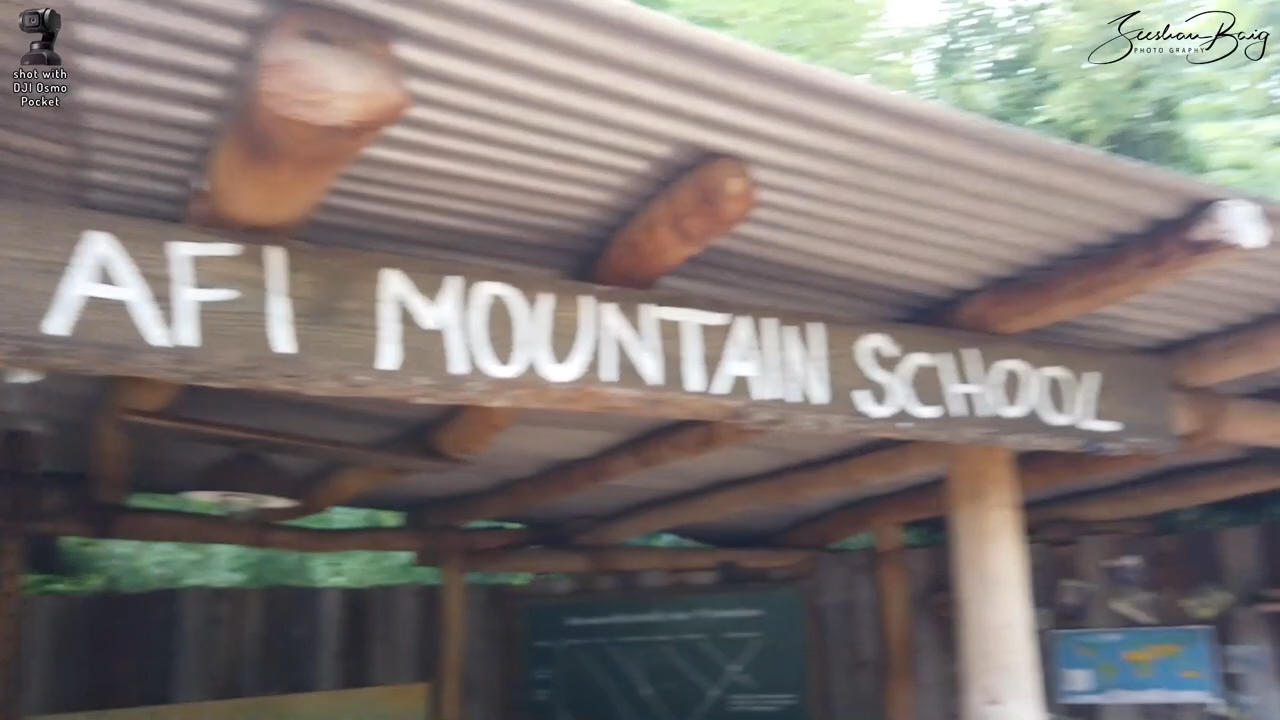 shot with
DJI Osmo
Pocket
Zeeshan Baig
PHOTO GRAPHY
AFI MOUNTAIN SCHOOL